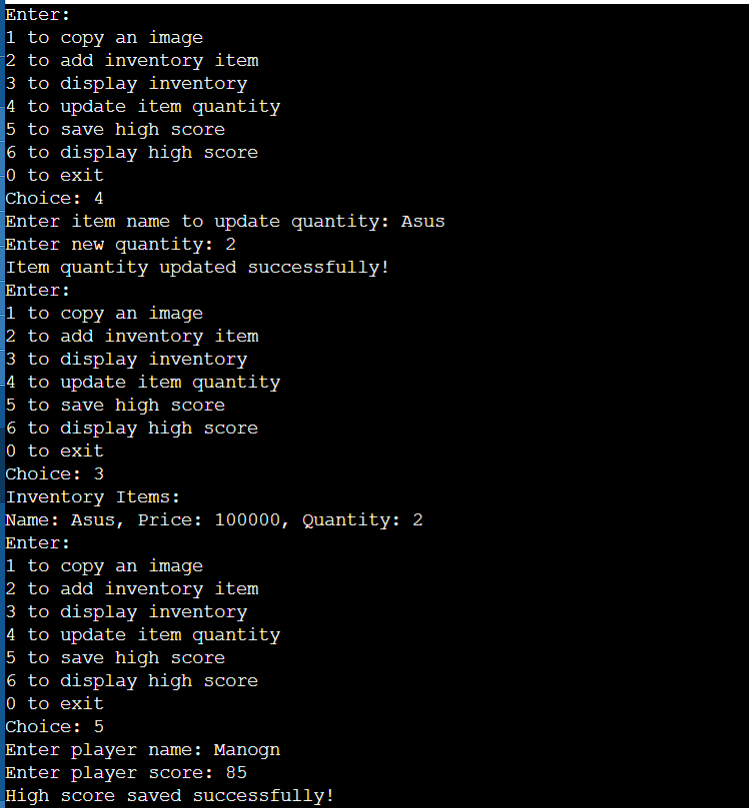 Enter:
1 to copy an image
2 to add inventory item
3 to display inventory
4 to update item quantity
5 to save high score
6 to display high score
0 to exit
Choice: 4
Enter item name to update quantity: Asus
Enter new quantity: 2
Item quantity updated successfully!
Enter:
1 to copy an image
2 to add inventory item
3 to display inventory
4 to update item quantity
5 to save high score
6 to display high score
0 to exit
Choice: 3
Inventory Items:
Name: Asus, Price: 100000, Quantity: 2
Enter:
1 to copy an image
2 to add inventory item
3 to display inventory
4 to update item quantity
5 to save high score
6 to display high score
0 to exit
Choice: 5
Enter player name: Manogn
Enter player score: 85
High score saved successfully!